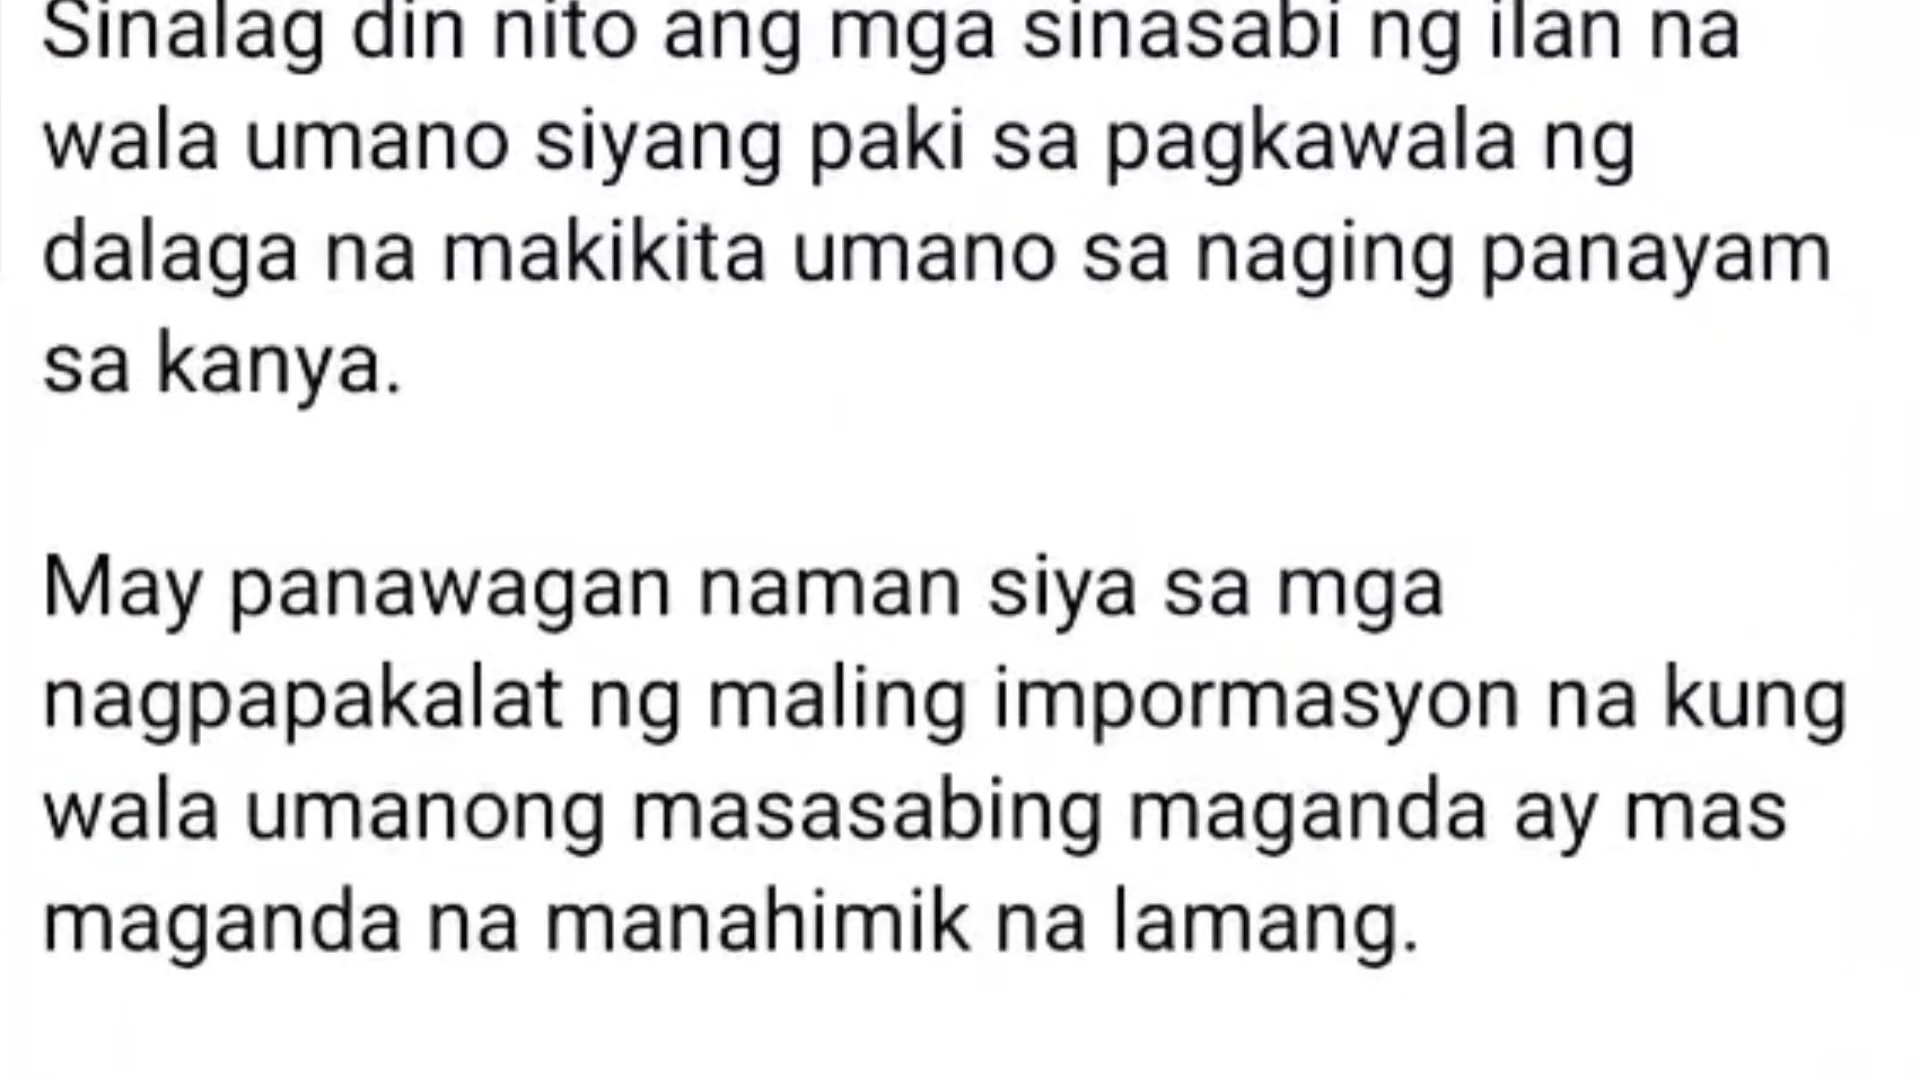 Sinalag din nito ang mga sinasabi ng ilan na
wala umano siyang paki sa pagkawala ng
dalaga na makikita umano sa naging panayam
sa kanya.
May panawagan naman siya sa mga
nagpapakalat ng maling impormasyon na kung
wala umanong masasabing maganda ay mas
maganda na manahimik na lamang.